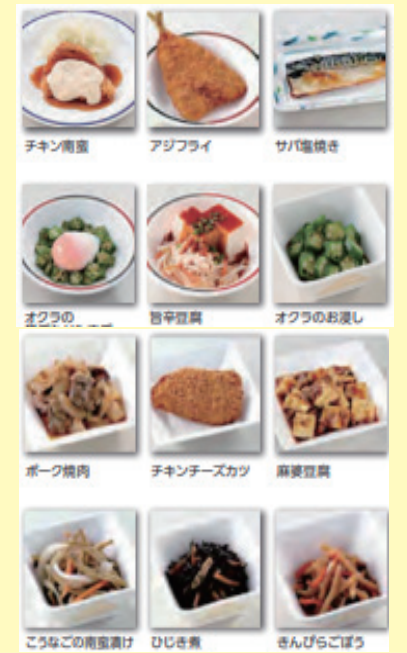 チキン南蛮
アジフライ
サバ塩焼き
オクラの
旨辛豆腐
オクラのお浸し
ポーク焼肉
チキンチーズカツ
麻婆豆腐
こうなごの南蛮漬け
ひじき煮
きんぴらごぼう